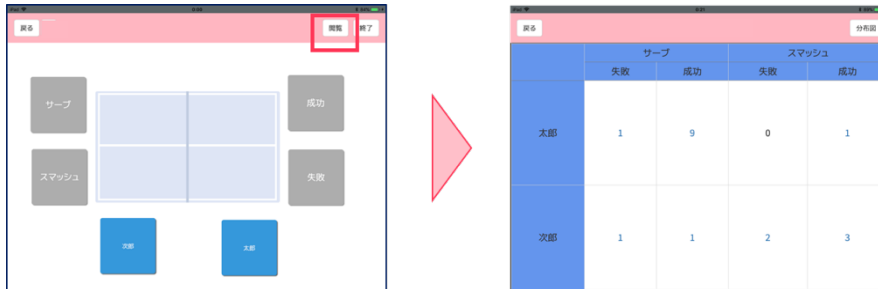 戻る
閲覧
終了
サーブ
成功
スマッシュ
失敗
次郎
太郎
戻る
分布図
サーブ スマッシュ
失敗 成功 失敗 成功
太郎 1 9 0 1
次郎 1 1 2 3